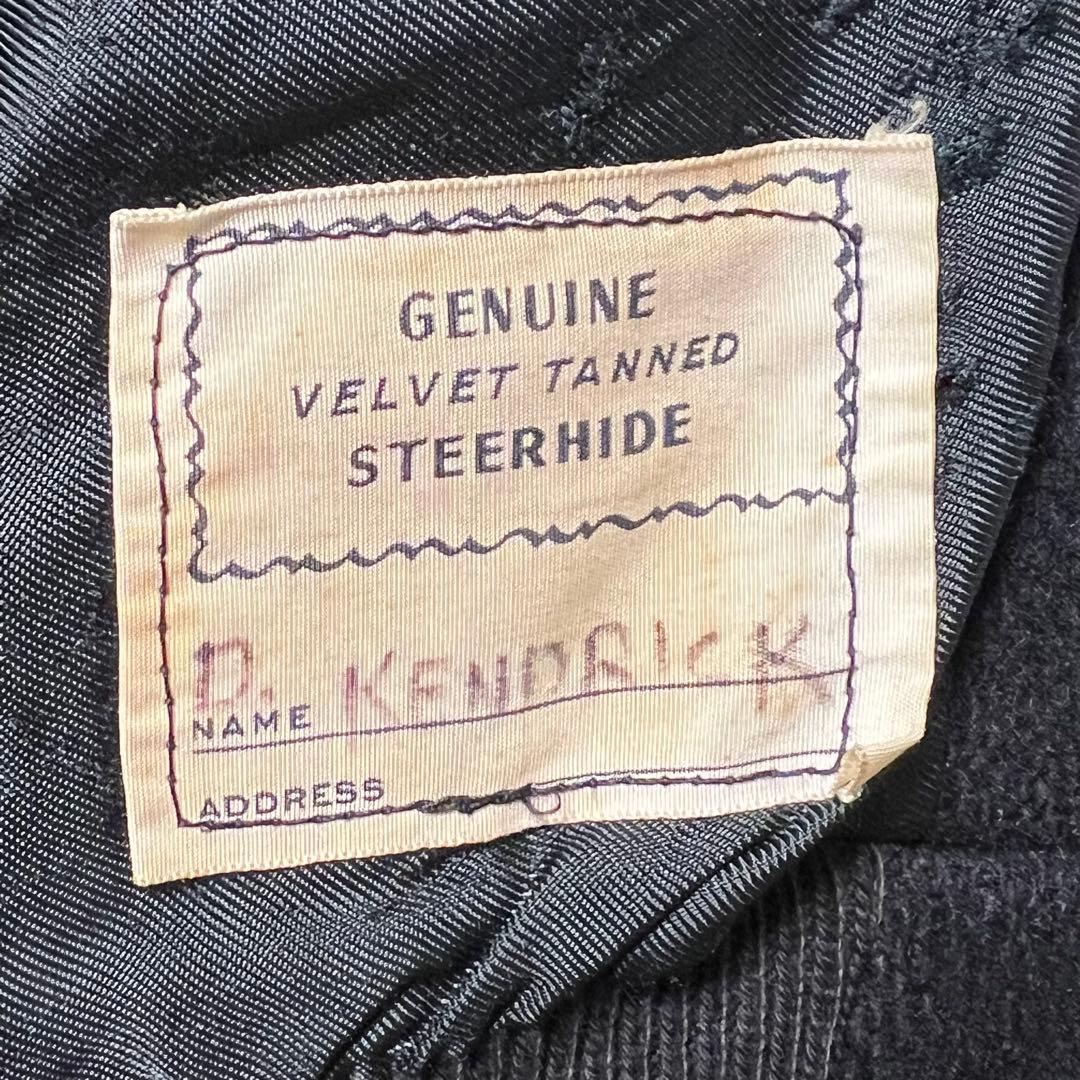 GENUINE
VELVET TANNED
STEERHIDE
NAME D. KENDRICK
ADDRESS